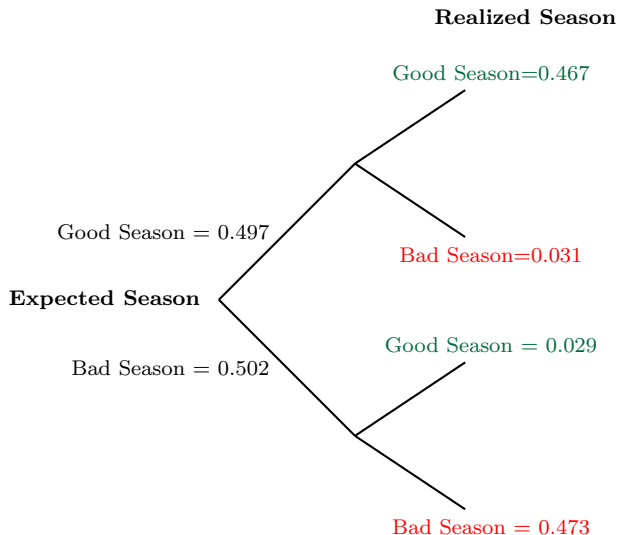 Realized Season
Good Season=0.467
Good Season = 0.497
Bad Season=0.031
Expected Season
Good Season = 0.029
Bad Season = 0.502
Bad Season = 0.473